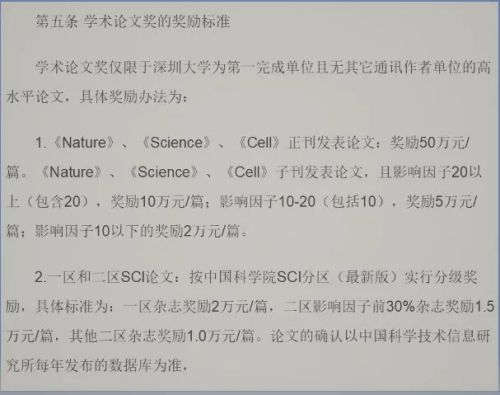 第五条 学术论文奖的奖励标准
学术论文奖仅限于深圳大学为第一完成单位且无其它通讯作者单位的高
水平论文，具体奖励办法为：
1.《Nature》、《Science》、《Cell》正刊发表论文：奖励50万元/
篇。《Nature》、《Science》、《Cell》子刊发表论文，且影响因子20以
上（包含20），奖励10万元/篇；影响因子10-20（包括10），奖励5万元/
篇；影响因子10以下的奖励2万元/篇。
2.一区和二区SCI论文：按中国科学院SCI分区（最新版）实行分级奖
励，具体标准为：一区杂志奖励2万元/篇，二区影响因子前30%杂志奖励1.5
万元/篇，其他二区杂志奖励1.0万元/篇。论文的确认以中国科学技术信息研
究所每年发布的数据库为准，